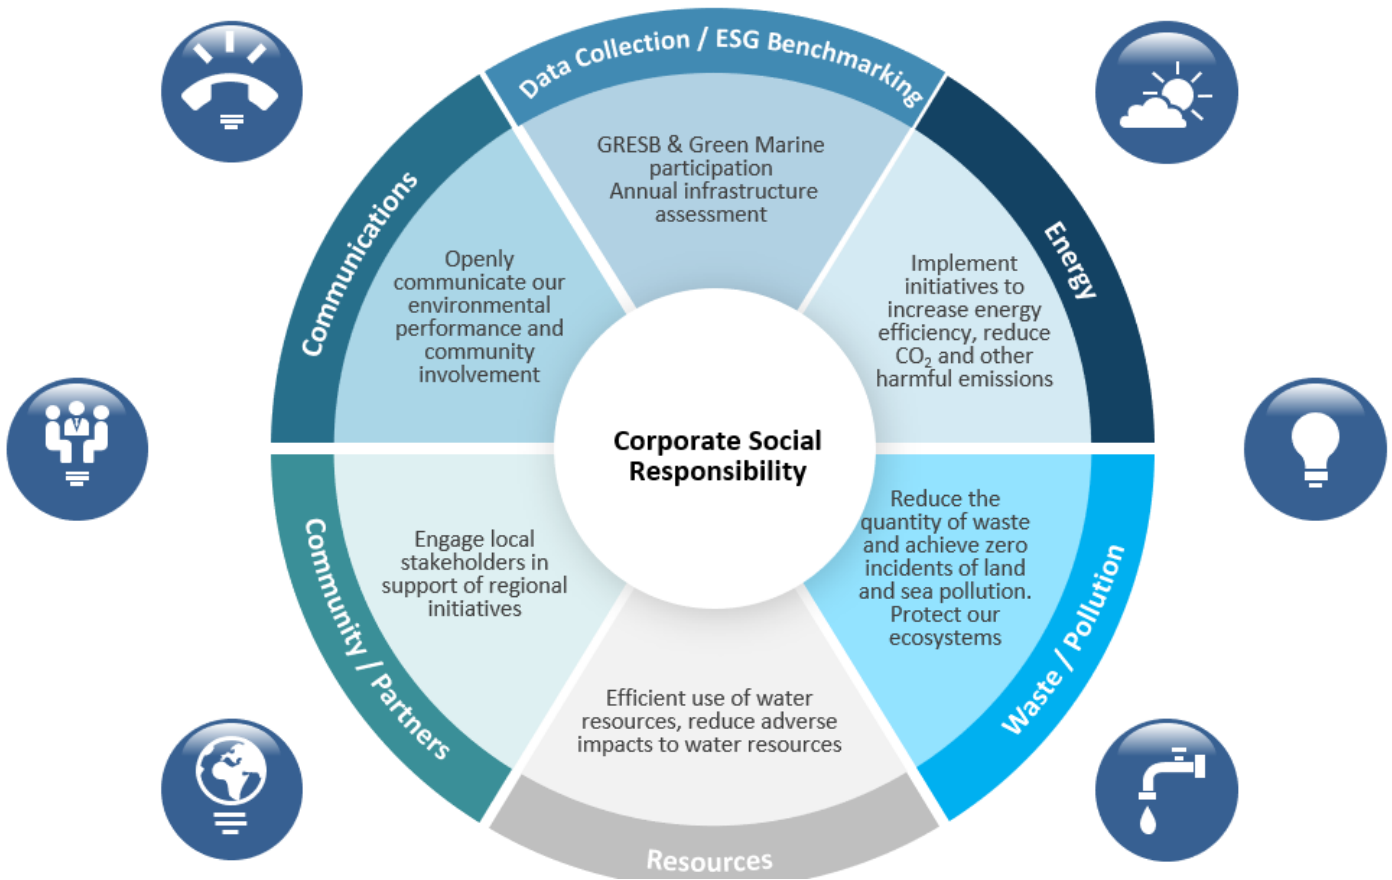 Data Collection / ESG Benchmarking
GRESB & Green Marine
participation
Annual infrastructure
assessment
Energy
Implement
initiatives to
increase energy
efficiency, reduce
CO₂ and other
harmful emissions
Waste / Pollution
Reduce the
quantity of waste
and achieve zero
incidents of land
and sea pollution.
Protect our
ecosystems
Resources
Efficient use of water
resources, reduce adverse
impacts to water resources
Community / Partners
Engage local
stakeholders in
support of regional
initiatives
Communications
Openly
communicate our
environmental
performance and
community
involvement
Corporate Social
Responsibility